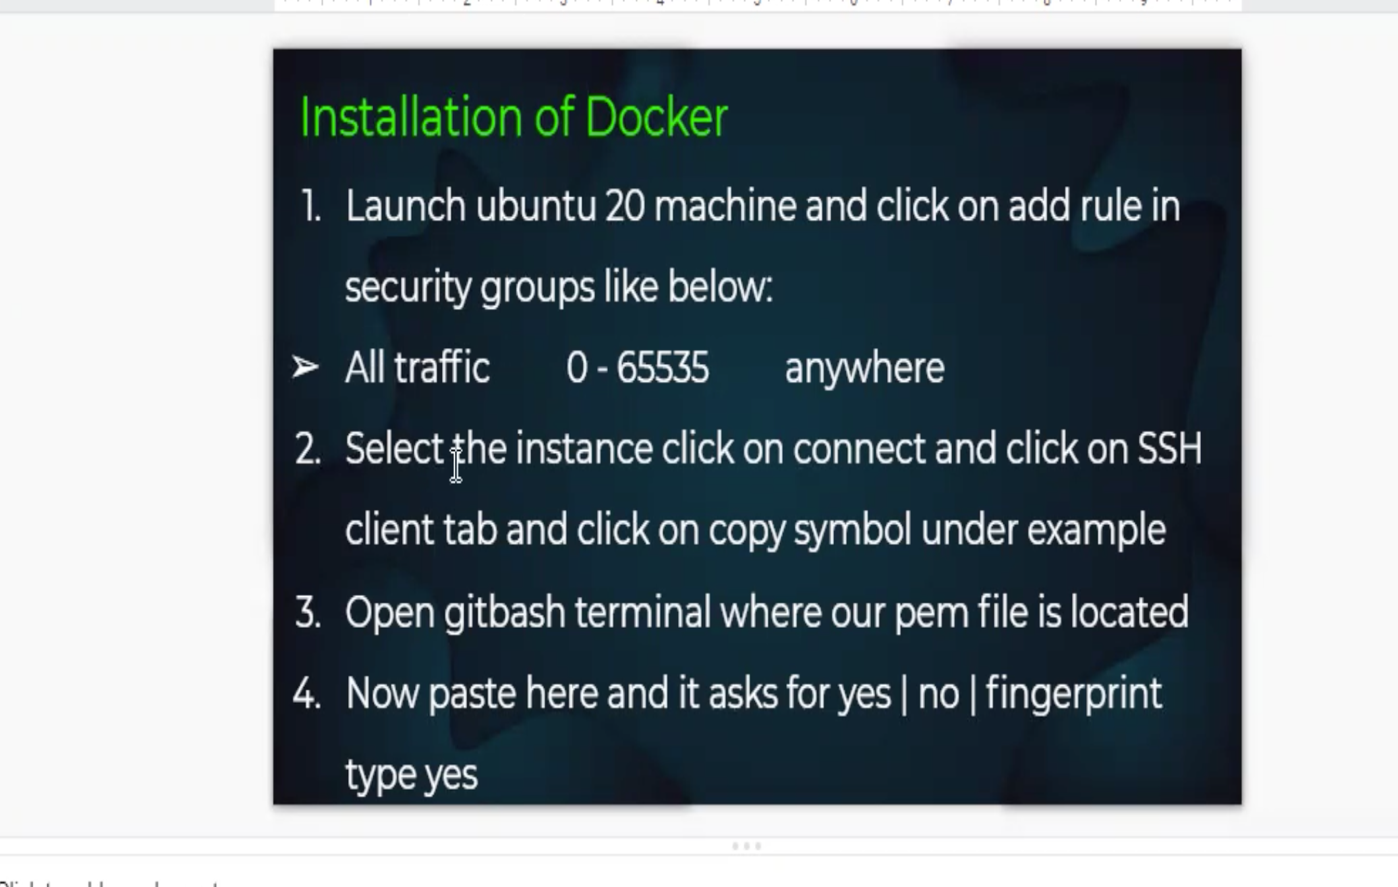 Installation of Docker
1. Launch ubuntu 20 machine and click on add rule in
security groups like below:
➢ All traffic 0 - 65535 anywhere
2. Select the instance click on connect and click on SSH
client tab and click on copy symbol under example
3. Open gitbash terminal where our pem file is located
4. Now paste here and it asks for yes | no | fingerprint
type yes